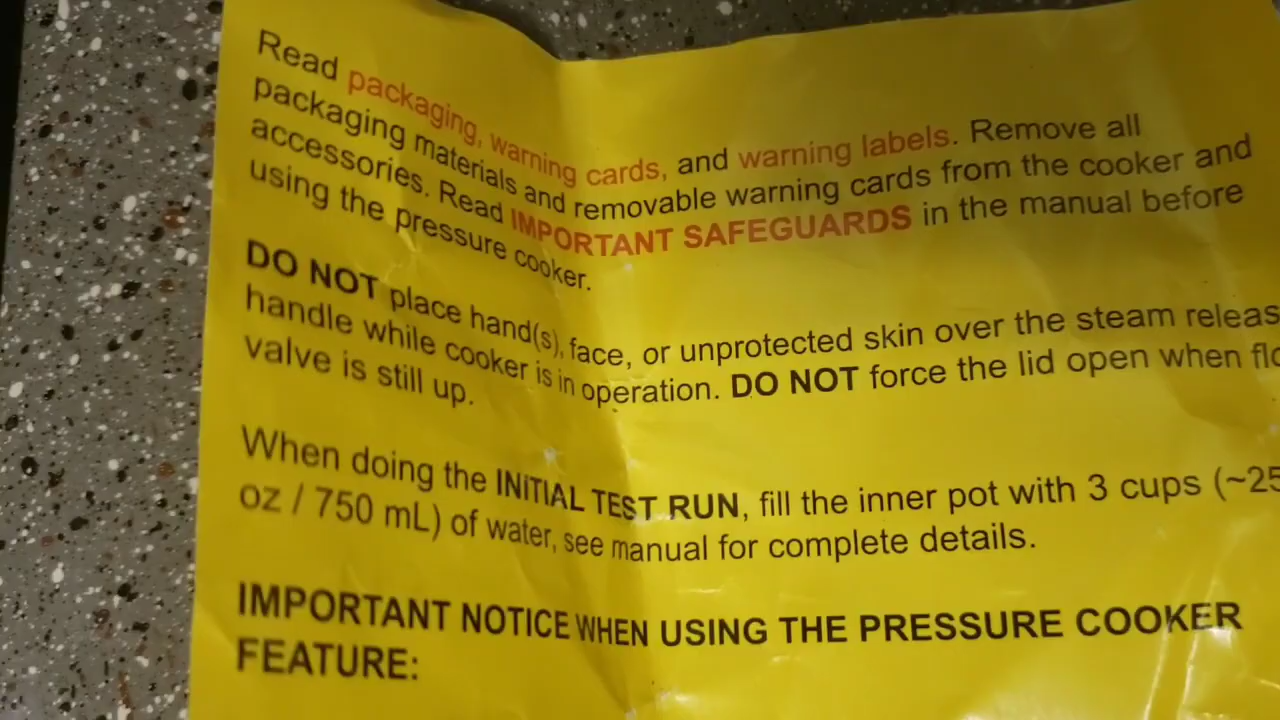 Read packaging, warning cards, and warning labels. Remove all
packaging materials and removable warning cards from the cooker and
accessories. Read IMPORTANT SAFEGUARDS in the manual before
using the pressure cooker.
DO NOT place hand(s), face, or unprotected skin over the steam releas
handle while cooker is in operation. DO NOT force the lid open when flo
valve is still up.
When doing the INITIAL TEST RUN, fill the inner pot with 3 cups (~25
oz / 750 mL) of water, see manual for complete details.
IMPORTANT NOTICE WHEN USING THE PRESSURE COOKER
FEATURE: